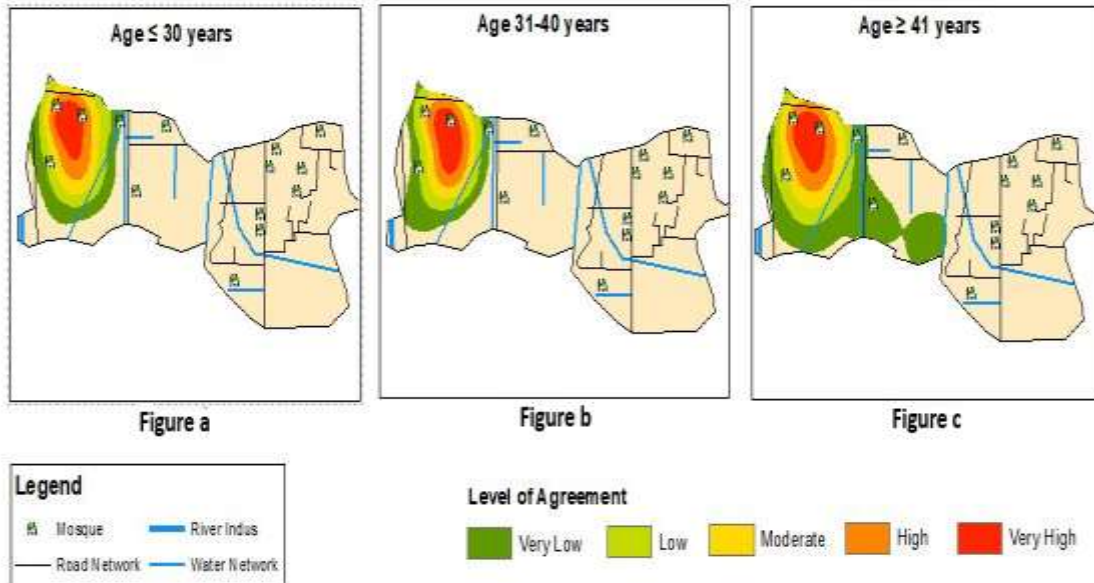 Age ≤ 30 years
Age 31-40 years
Age ≥ 41 years
Figure a
Figure b
Figure c
Legend
Mosque
River Indus
Road Network
Water Network
Level of Agreement
Very Low
Low
Moderate
High
Very High